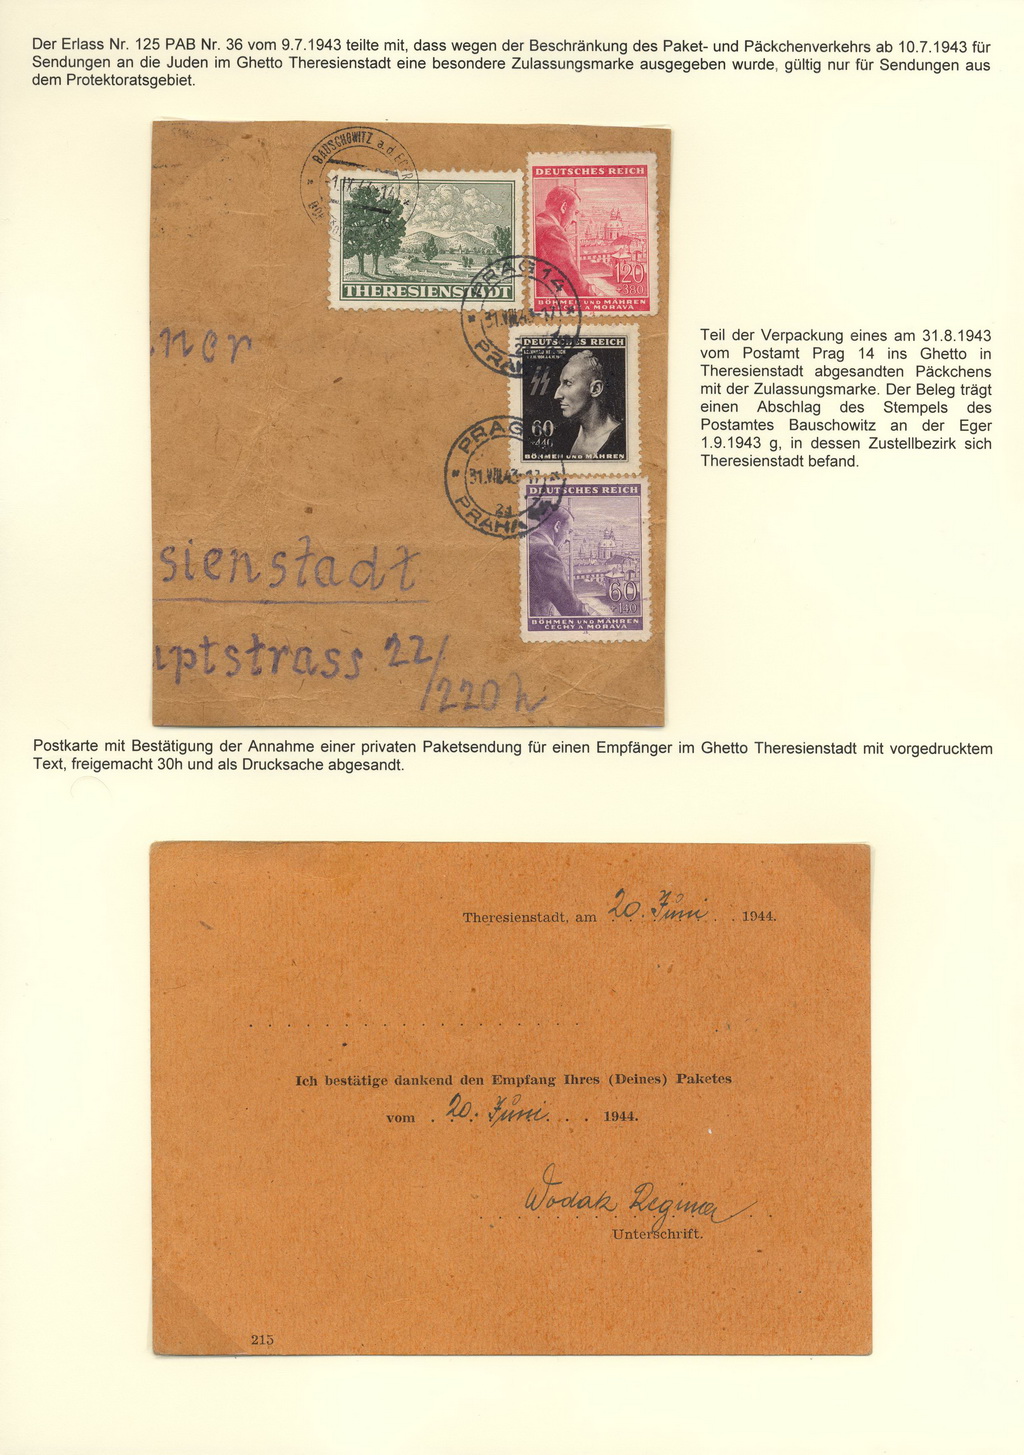 Der Erlass Nr. 125 PAB Nr. 36 vom 9.7.1943 teilte mit, dass wegen der Beschränkung des Paket- und Päckchenverkehrs ab 10.7.1943 für
Sendungen an die Juden im Ghetto Theresienstadt eine besondere Zulassungsmarke ausgegeben wurde, gültig nur für Sendungen aus
dem Protektoratsgebiet.
BAUSCHOWITZ a. d. EGER
THERESIENSTADT
DEUTSCHES REICH
120
+380
BÖHMEN UND MÄHREN
ČECHY A MORAVA
PRAG 14
31.VIII.43-17
PRAHA
DEUTSCHES REICH
60
+440
BÖHMEN UND MÄHREN
PRAG
31.VIII.43-17
PRAHA
DEUTSCHES REICH
60
+140
BÖHMEN UND MÄHREN
ČECHY A MORAVA
ner
sienstadt
uptstrass 22/
/220h
Teil der Verpackung eines am 31.8.1943
vom Postamt Prag 14 ins Ghetto in
Theresienstadt abgesandten Päckchens
mit der Zulassungsmarke. Der Beleg trägt
einen Abschlag des Stempels des
Postamtes Bauschowitz an der Eger
1.9.1943 g, in dessen Zustellbezirk sich
Theresienstadt befand.
Postkarte mit Bestätigung der Annahme einer privaten Paketsendung für einen Empfänger im Ghetto Theresienstadt mit vorgedrucktem
Text, freigemacht 30h und als Drucksache abgesandt.
Theresienstadt, am 20. Juni 1944.
Ich bestätige dankend den Empfang Ihres (Deines) Paketes
vom 20. Juni 1944.
Wodak Regina
Unterschrift.
215